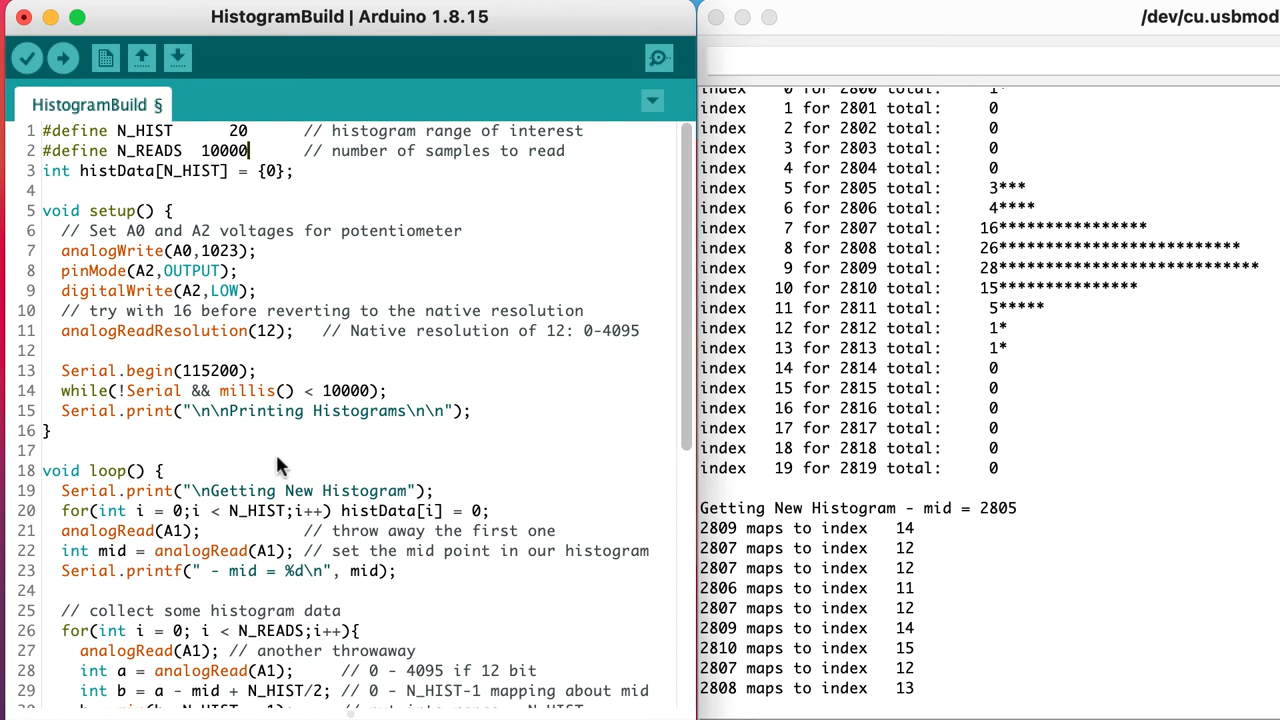 HistogramBuild | Arduino 1.8.15
HistogramBuild §
1 #define N_HIST 20 // histogram range of interest
2 #define N_READS 10000 // number of samples to read
3 int histData[N_HIST] = {0};
4
5 void setup() {
6 // Set A0 and A2 voltages for potentiometer
7 analogWrite(A0,1023);
8 pinMode(A2,OUTPUT);
9 digitalWrite(A2,LOW);
10 // try with 16 before reverting to the native resolution
11 analogReadResolution(12); // Native resolution of 12: 0-4095
12
13 Serial.begin(115200);
14 while(!Serial && millis() < 10000);
15 Serial.print("\n\nPrinting Histograms\n\n");
16 }
17
18 void loop() {
19 Serial.print("\nGetting New Histogram");
20 for(int i = 0;i < N_HIST;i++) histData[i] = 0;
21 analogRead(A1); // throw away the first one
22 int mid = analogRead(A1); // set the mid point in our histogram
23 Serial.printf(" - mid = %d\n", mid);
24
25 // collect some histogram data
26 for(int i = 0; i < N_READS;i++){
27 analogRead(A1); // another throwaway
28 int a = analogRead(A1); // 0 - 4095 if 12 bit
29 int b = a - mid + N_HIST/2; // 0 - N_HIST-1 mapping about mid
/dev/cu.usbmod
index 0 for 2800 total: 1*
index 1 for 2801 total: 0
index 2 for 2802 total: 0
index 3 for 2803 total: 0
index 4 for 2804 total: 0
index 5 for 2805 total: 3***
index 6 for 2806 total: 4****
index 7 for 2807 total: 16****************
index 8 for 2808 total: 26**************************
index 9 for 2809 total: 28****************************
index 10 for 2810 total: 15***************
index 11 for 2811 total: 5*****
index 12 for 2812 total: 1*
index 13 for 2813 total: 1*
index 14 for 2814 total: 0
index 15 for 2815 total: 0
index 16 for 2816 total: 0
index 17 for 2817 total: 0
index 18 for 2818 total: 0
index 19 for 2819 total: 0
Getting New Histogram - mid = 2805
2809 maps to index 14
2807 maps to index 12
2807 maps to index 12
2806 maps to index 11
2807 maps to index 12
2809 maps to index 14
2810 maps to index 15
2807 maps to index 12
2808 maps to index 13